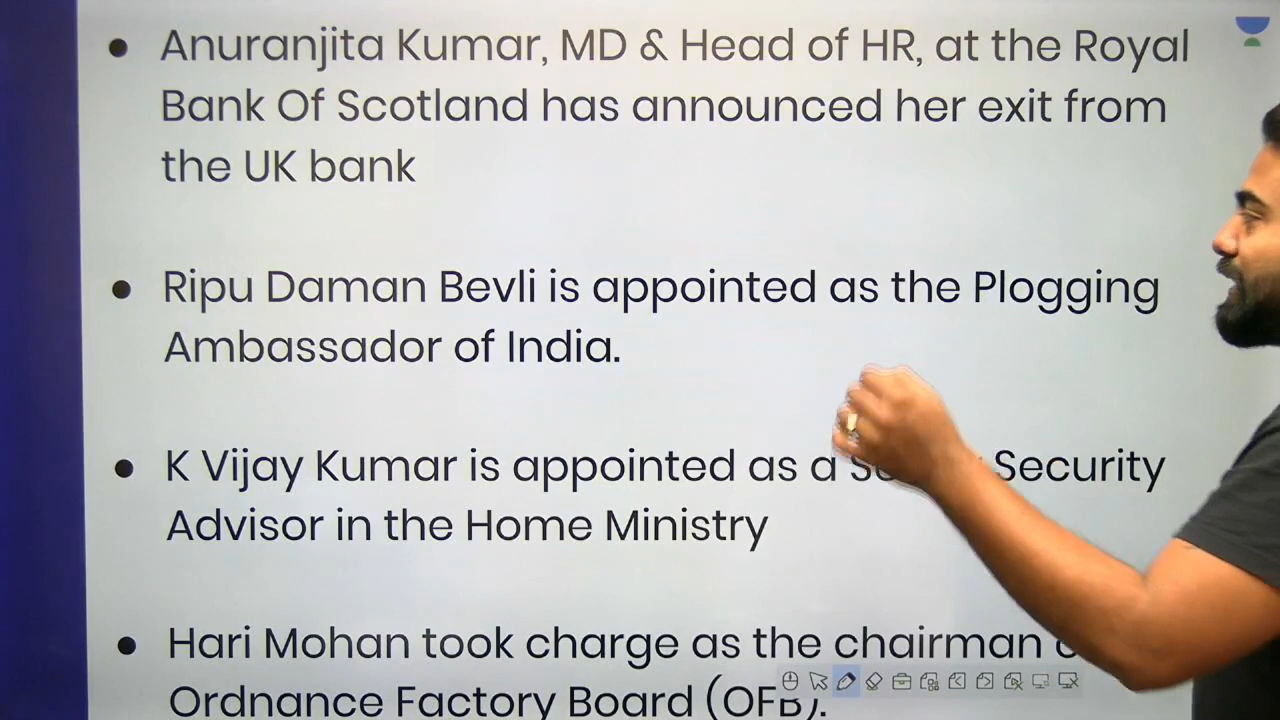 Anuranjita Kumar, MD & Head of HR, at the Royal
Bank Of Scotland has announced her exit from
the UK bank
Ripu Daman Bevli is appointed as the Plogging
Ambassador of India.
K Vijay Kumar is appointed as a Security
Advisor in the Home Ministry
Hari Mohan took charge as the chairman
Ordnance Factory Board (OFB).